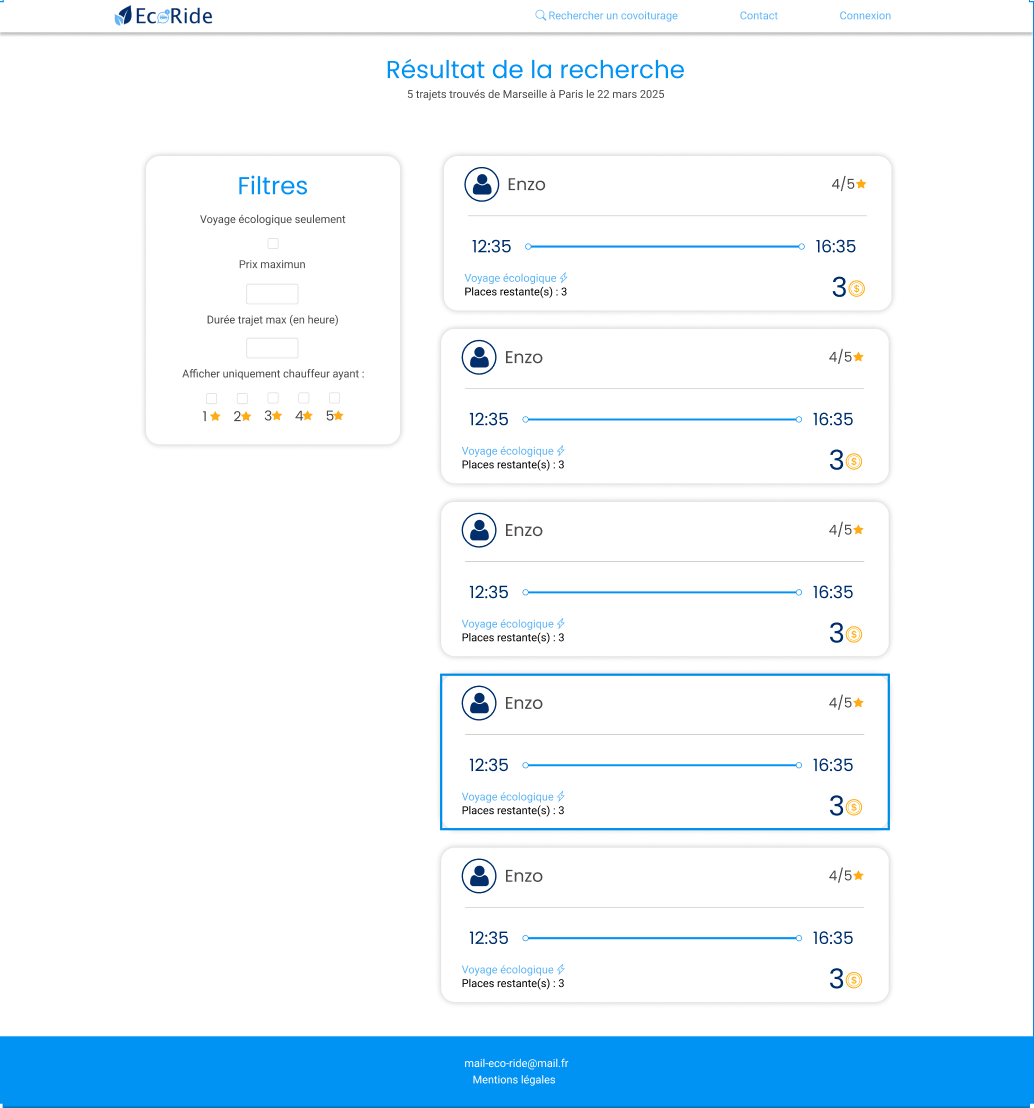 EcoRide
Rechercher un covoiturage
Contact
Connexion
Résultat de la recherche
5 trajets trouvés de Marseille à Paris le 22 mars 2025
Filtres
Voyage écologique seulement
Prix maximun
Durée trajet max (en heure)
Afficher uniquement chauffeur ayant :
1 2 3 4 5
Enzo
4/5
12:35
16:35
Voyage écologique
Places restante(s) : 3
3
Enzo
4/5
12:35
16:35
Voyage écologique
Places restante(s) : 3
3
Enzo
4/5
12:35
16:35
Voyage écologique
Places restante(s) : 3
3
Enzo
4/5
12:35
16:35
Voyage écologique
Places restante(s) : 3
3
Enzo
4/5
12:35
16:35
Voyage écologique
Places restante(s) : 3
3
mail-eco-ride@mail.fr
Mentions légales